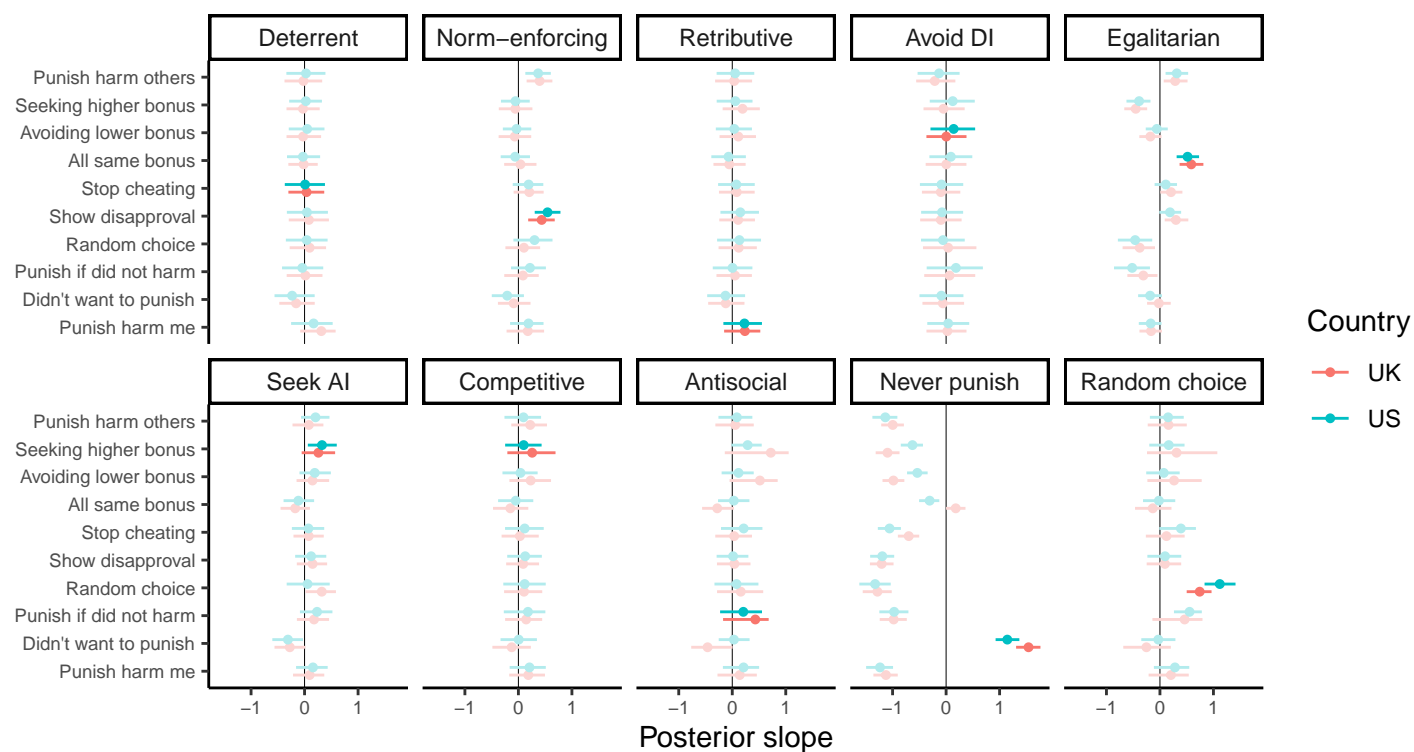 Deterrent Norm−enforcing Retributive Avoid DI Egalitarian
Punish harm others
Seeking higher bonus
Avoiding lower bonus
All same bonus
Stop cheating
Show disapproval
Random choice
Punish if did not harm
Didn't want to punish
Punish harm me
Seek AI Competitive Antisocial Never punish Random choice
Punish harm others
Seeking higher bonus
Avoiding lower bonus
All same bonus
Stop cheating
Show disapproval
Random choice
Punish if did not harm
Didn't want to punish
Punish harm me
−1 0 1 −1 0 1 −1 0 1 −1 0 1 −1 0 1
Posterior slope
Country
UK
US